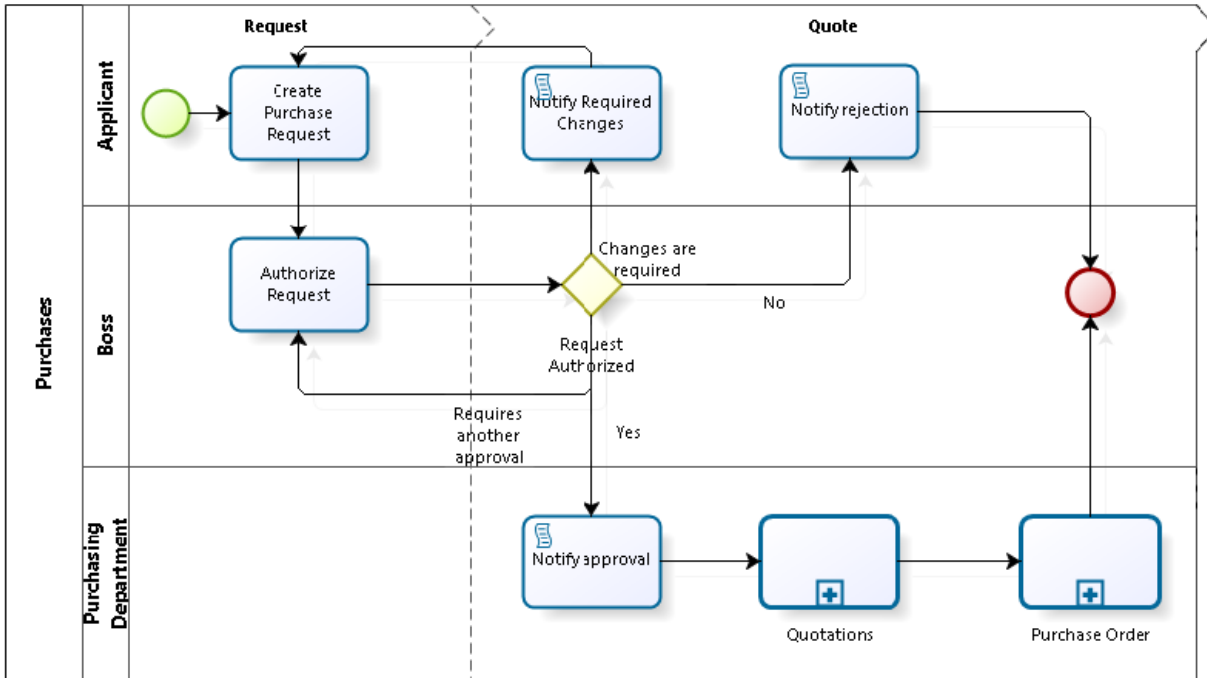 Request
Quote
Purchases
Applicant
Create
Purchase
Request
Notify Required
Changes
Notify rejection
Boss
Authorize
Request
Changes are
required
No
Request
Authorized
Requires
another
approval
Yes
Purchasing
Department
Notify approval
Quotations
Purchase Order